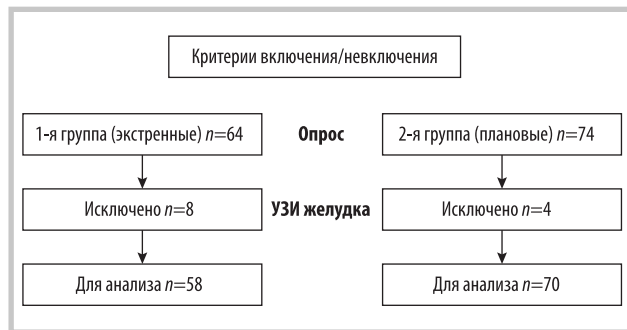 Критерии включения/невключения
1-я группа (экстренные) n=64
Опрос
2-я группа (плановые) n=74
Исключено n=8
УЗИ желудка
Исключено n=4
Для анализа n=58
Для анализа n=70